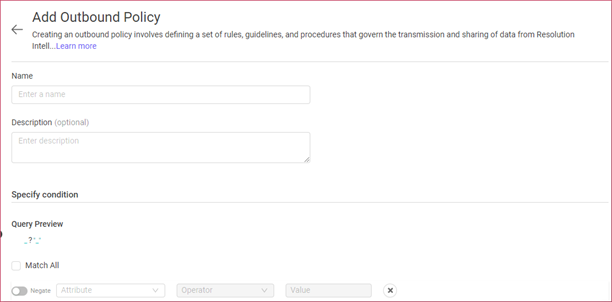 Add Outbound Policy
Creating an outbound policy involves defining a set of rules, guidelines, and procedures that govern the transmission and sharing of data from Resolution
Intell...Learn more
Name
Enter a name
Description (optional)
Enter description
Specify condition
Query Preview
_?'_'
Match All
Negate Attribute Operator Value